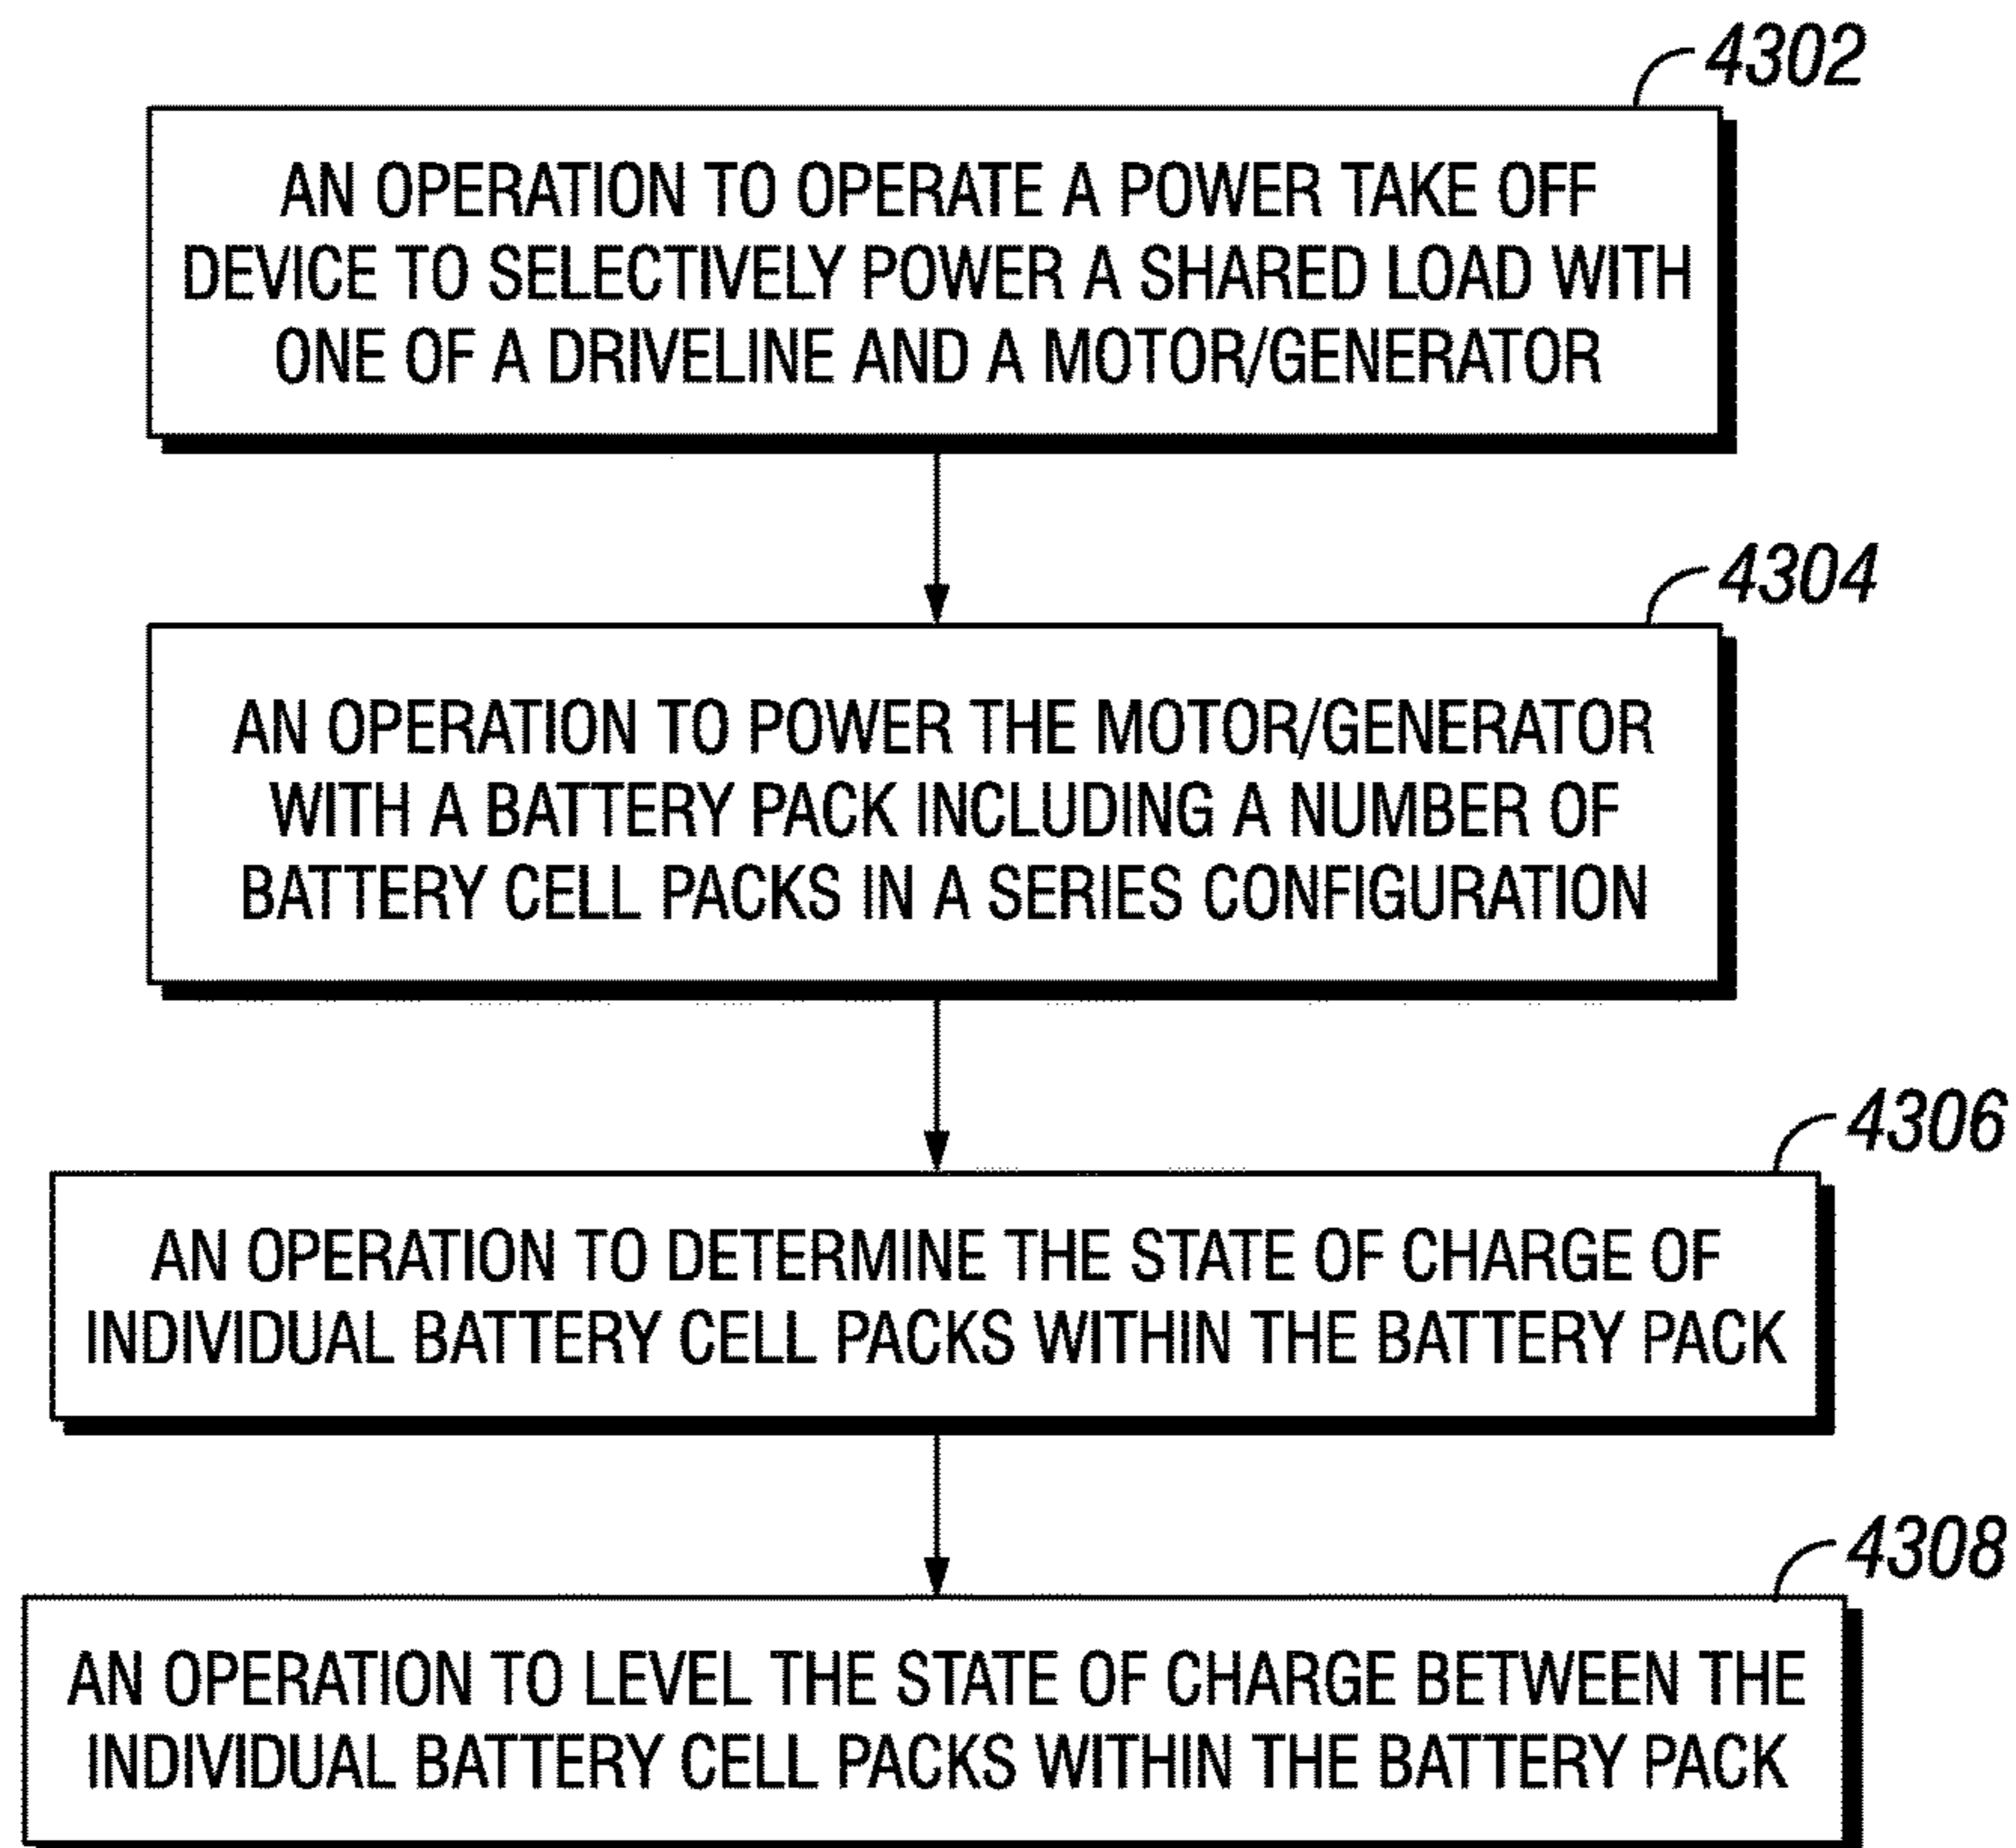 4302
AN OPERATION TO OPERATE A POWER TAKE OFF
DEVICE TO SELECTIVELY POWER A SHARED LOAD WITH
ONE OF A DRIVELINE AND A MOTOR/GENERATOR
4304
AN OPERATION TO POWER THE MOTOR/GENERATOR
WITH A BATTERY PACK INCLUDING A NUMBER OF
BATTERY CELL PACKS IN A SERIES CONFIGURATION
4306
AN OPERATION TO DETERMINE THE STATE OF CHARGE OF
INDIVIDUAL BATTERY CELL PACKS WITHIN THE BATTERY PACK
4308
AN OPERATION TO LEVEL THE STATE OF CHARGE BETWEEN THE
INDIVIDUAL BATTERY CELL PACKS WITHIN THE BATTERY PACK